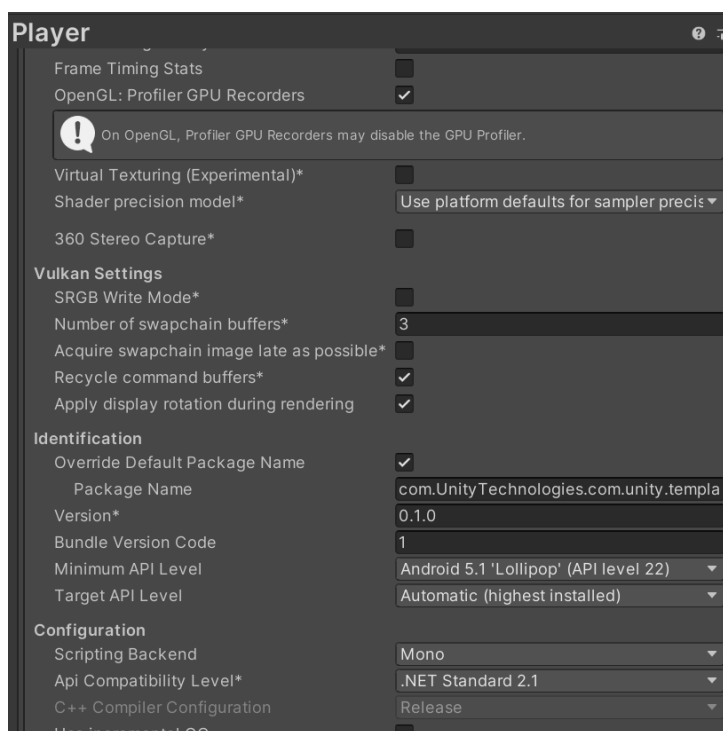 Player
Frame Timing Stats
OpenGL: Profiler GPU Recorders
On OpenGL, Profiler GPU Recorders may disable the GPU Profiler.
Virtual Texturing (Experimental)*
Shader precision model* Use platform defaults for sampler precis
360 Stereo Capture*
Vulkan Settings
SRGB Write Mode*
Number of swapchain buffers* 3
Acquire swapchain image late as possible*
Recycle command buffers*
Apply display rotation during rendering
Identification
Override Default Package Name
Package Name com.UnityTechnologies.com.unity.templa
Version* 0.1.0
Bundle Version Code 1
Minimum API Level Android 5.1 'Lollipop' (API level 22)
Target API Level Automatic (highest installed)
Configuration
Scripting Backend Mono
Api Compatibility Level* .NET Standard 2.1
C++ Compiler Configuration Release